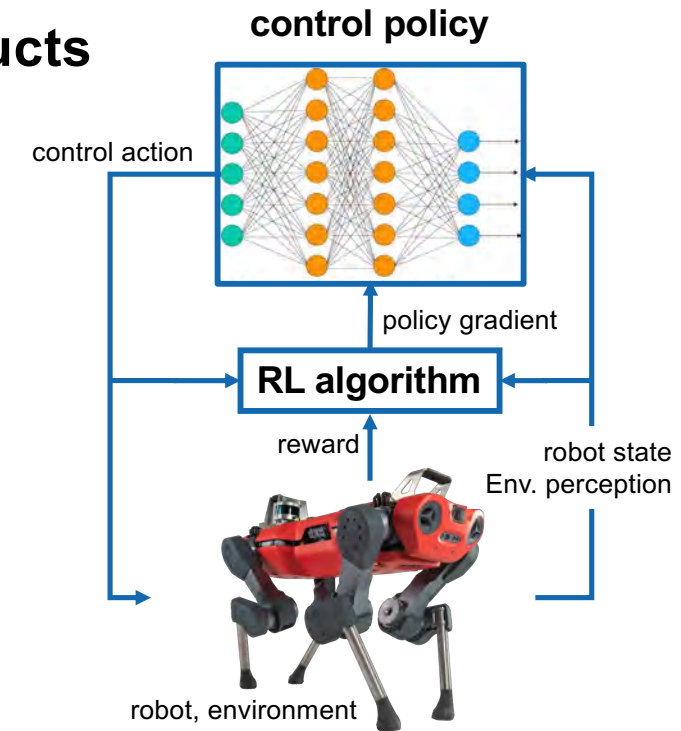 ucts
control policy
control action
policy gradient
RL algorithm
reward
robot state
Env. perception
robot, environment